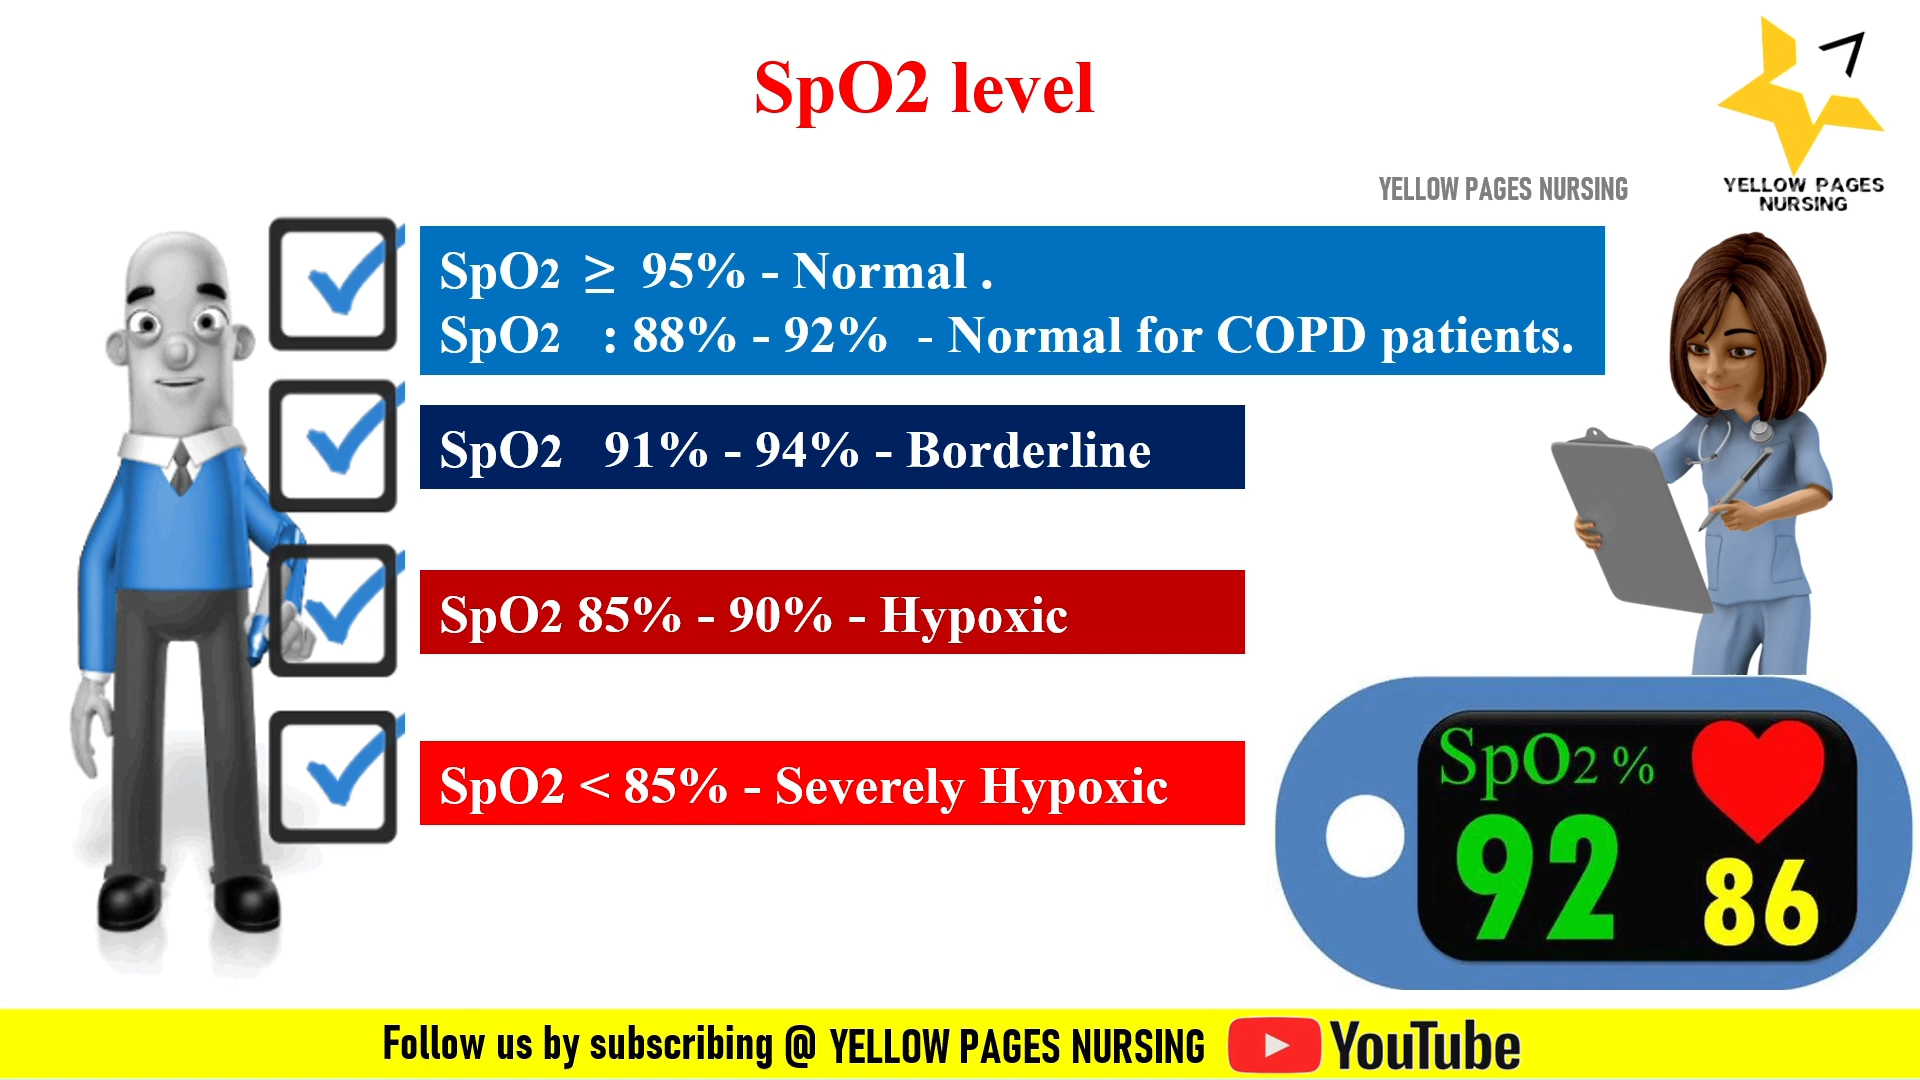 SpO2 level
YELLOW PAGES NURSING
YELLOW PAGES
NURSING
SpO2 ≥ 95% - Normal .
SpO2 : 88% - 92% - Normal for COPD patients.
SpO2 91% - 94% - Borderline
SpO2 85% - 90% - Hypoxic
SpO2 < 85% - Severely Hypoxic
SpO2 %
92
86
Follow us by subscribing @ YELLOW PAGES NURSING YouTube